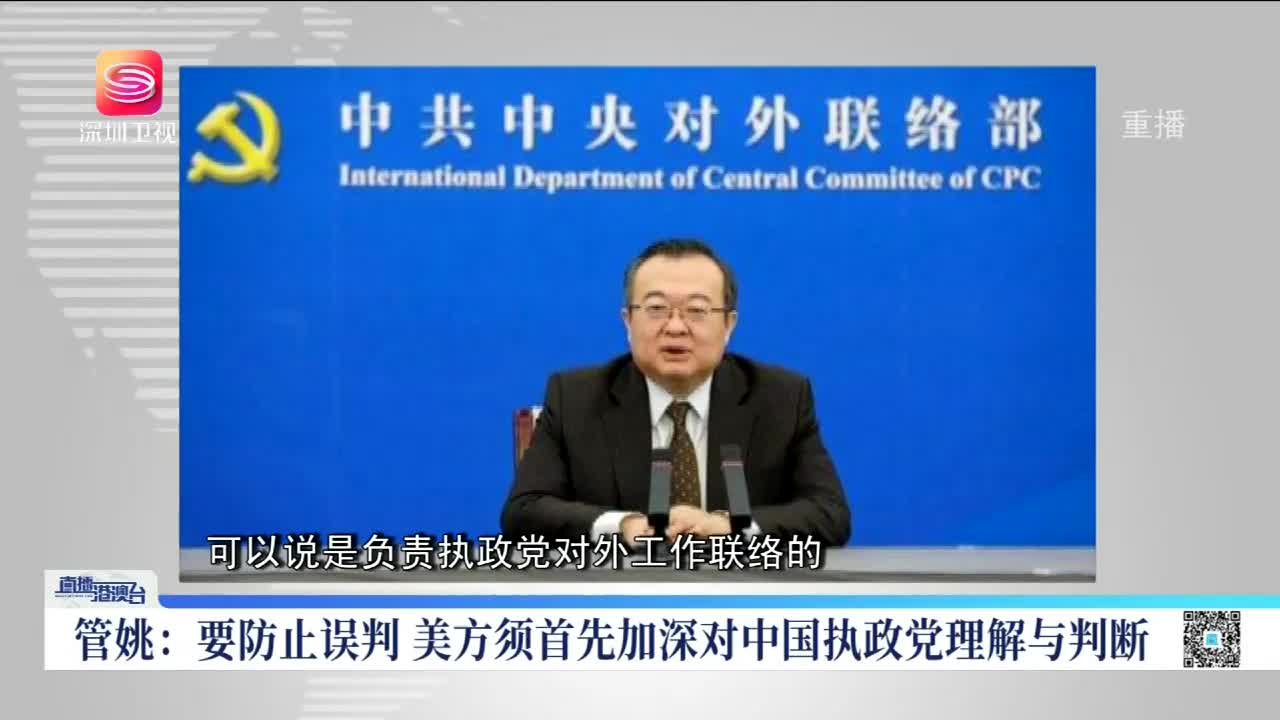 深圳卫视
重播
中共中央对外联络部
International Department of Central Committee of CPC
可以说是负责执政党对外工作联络的
直播港澳台
管姚：要防止误判 美方须首先加深对中国执政党理解与判断